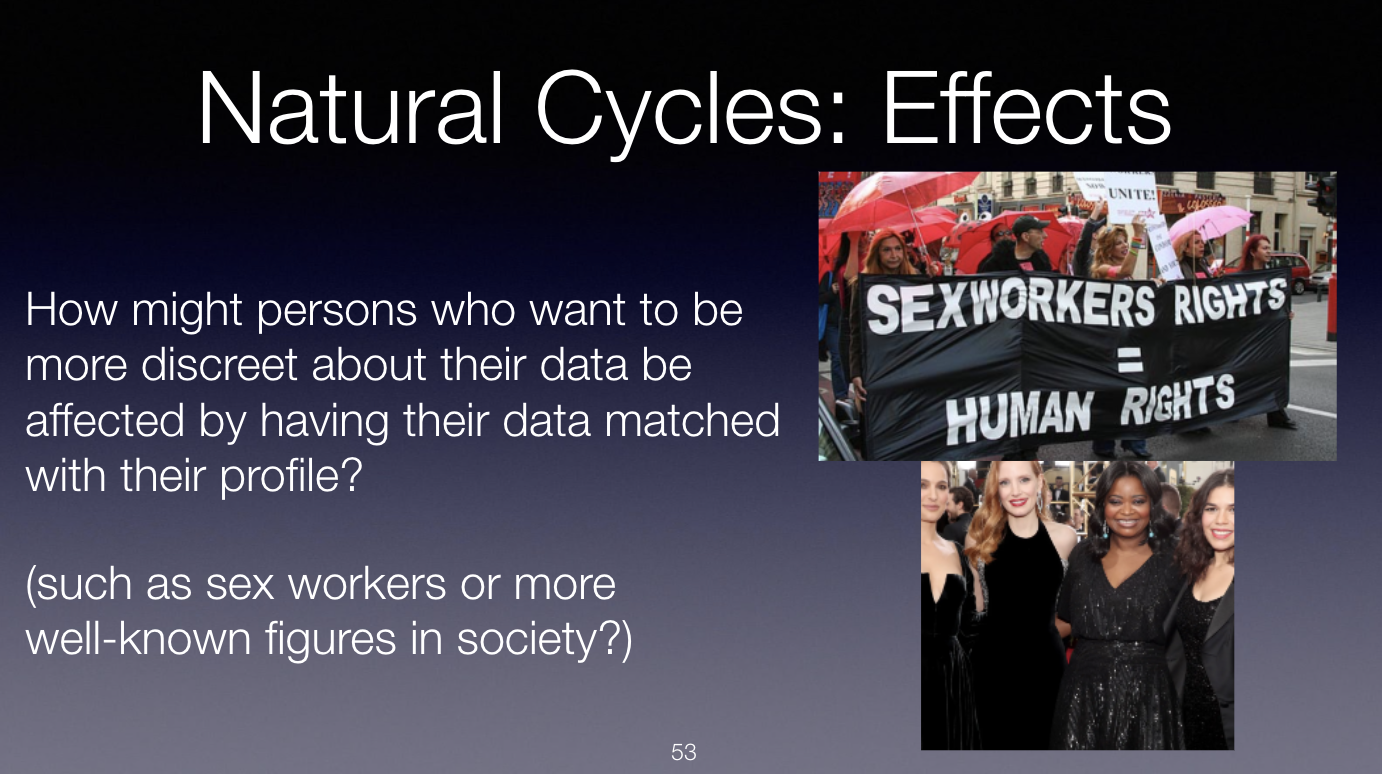 Natural Cycles: Effects
How might persons who want to be
more discreet about their data be
affected by having their data matched
with their profile?
(such as sex workers or more
well-known figures in society?)
UNITE!
SEXWORKERS RIGHTS
=
HUMAN RIGHTS
53